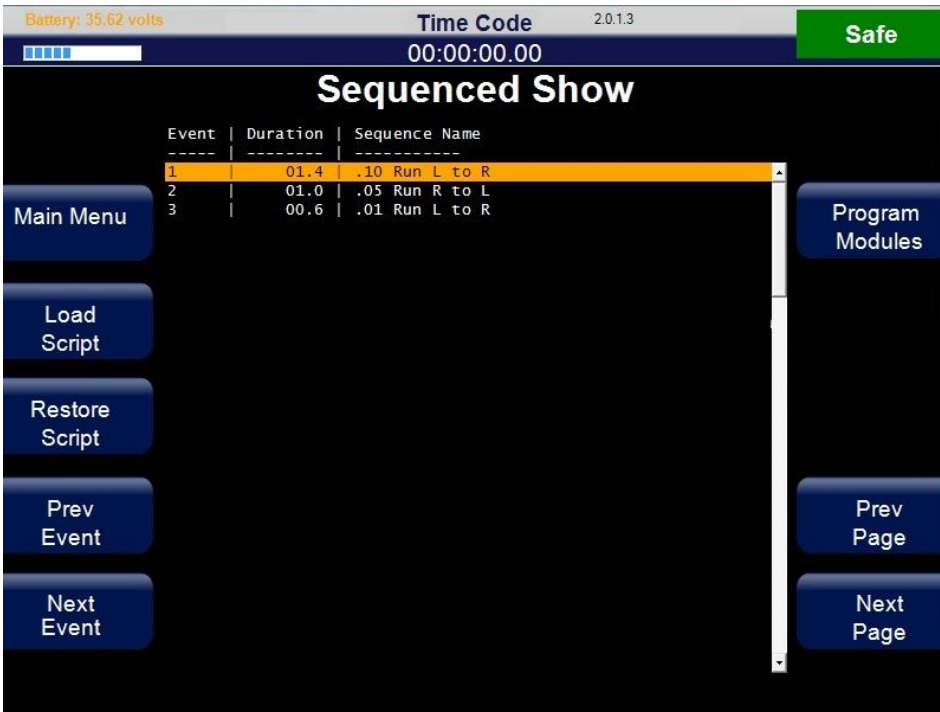 Battery: 35.62 volts
Time Code
2.0.1.3
Safe
00:00:00.00
Sequenced Show
Event | Duration | Sequence Name
----- | -------- | -----------
1 | 01.4 | .10 Run L to R
2 | 01.0 | .05 Run R to L
3 | 00.6 | .01 Run L to R
Main Menu
Load
Script
Restore
Script
Prev
Event
Next
Event
Program
Modules
Prev
Page
Next
Page